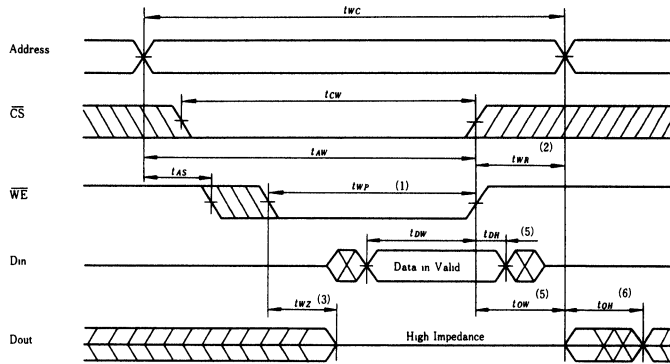 tWC
Address
tCW
CS
tAW
(2)
tWR
tAS
tWP (1)
WE
tDW tDH (5)
Din
Data in Valid
tWZ (3)
tOW (5)
tOH (6)
Dout
High Impedance